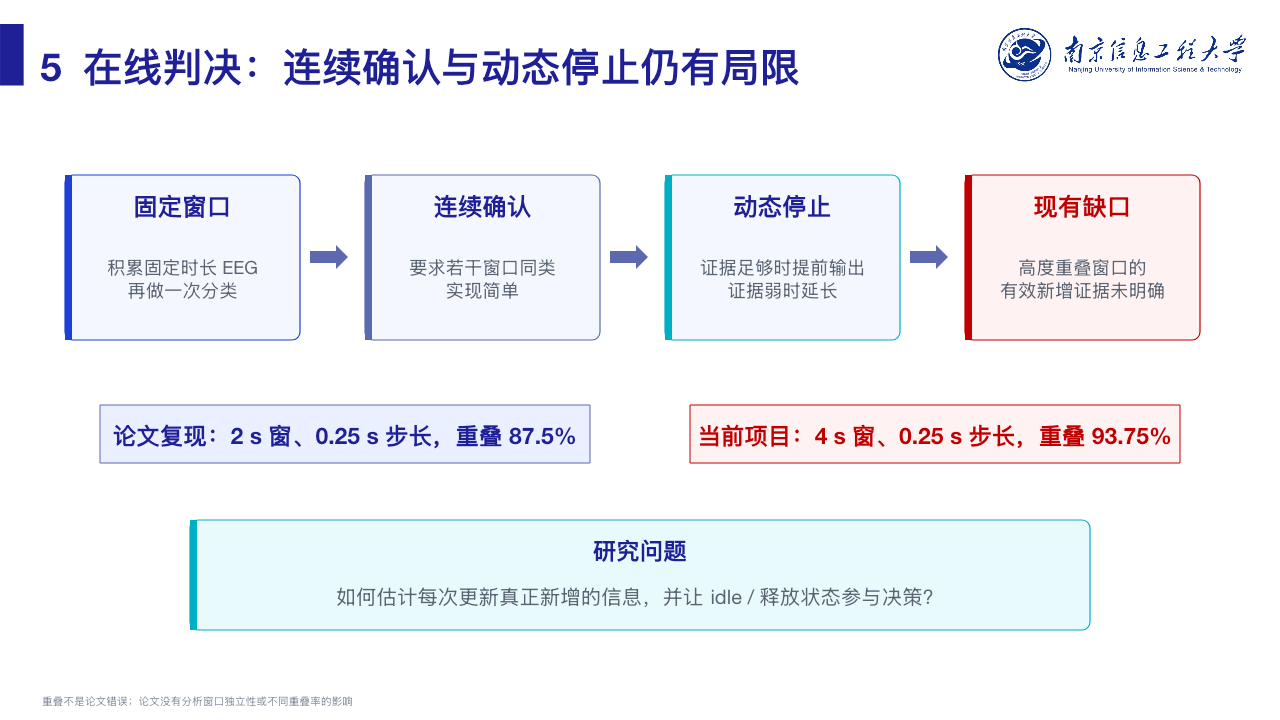 5 在线判决：连续确认与动态停止仍有局限
南京信息工程大学
Nanjing University of Information Science & Technology
固定窗口
积累固定时长 EEG
再做一次分类
连续确认
要求若干窗口同类
实现简单
动态停止
证据足够时提前输出
证据弱时延长
现有缺口
高度重叠窗口的
有效新增证据未明确
论文复现：2 s 窗、0.25 s 步长，重叠 87.5%
当前项目：4 s 窗、0.25 s 步长，重叠 93.75%
研究问题
如何估计每次更新真正新增的信息，并让 idle / 释放状态参与决策？
重叠不是论文错误；论文没有分析窗口独立性或不同重叠率的影响